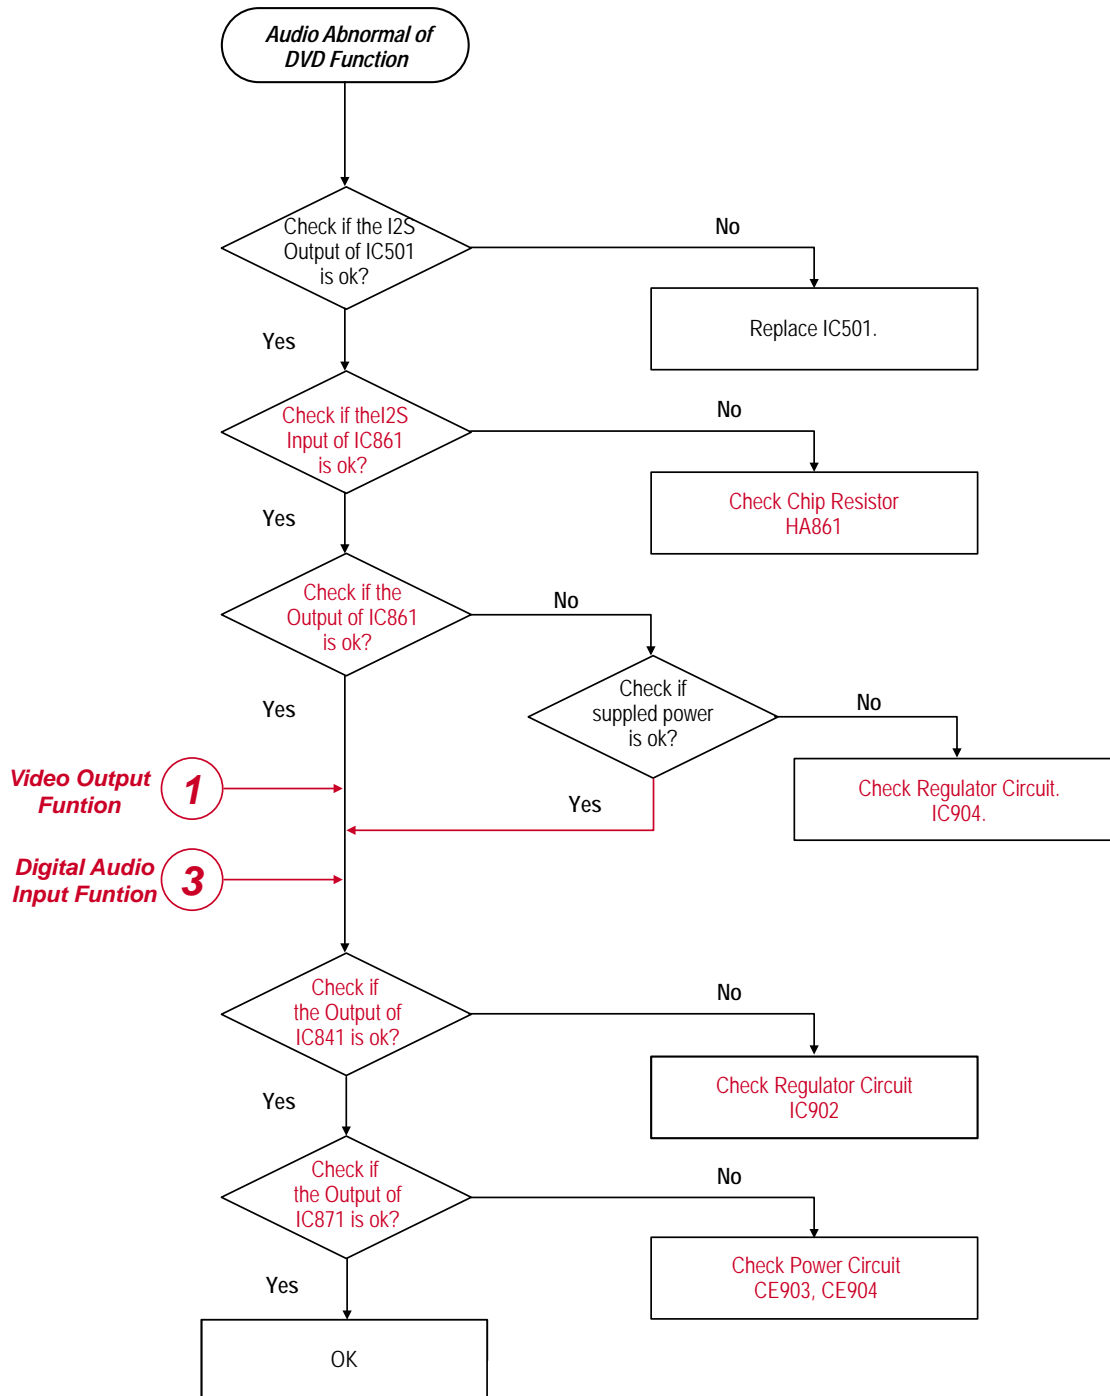 Audio Abnormal of
DVD Function
Check if the I2S
Output of IC501
is ok?
No
Replace IC501.
Yes
Check if theI2S
Input of IC861
is ok?
No
Check Chip Resistor
HA861
Yes
Check if the
Output of IC861
is ok?
No
Check if
suppled power
is ok?
No
Check Regulator Circuit.
IC904.
Yes
Yes
Video Output
Funtion
1
Digital Audio
Input Funtion
3
Check if
the Output of
IC841 is ok?
No
Check Regulator Circuit
IC902
Yes
Check if
the Output of
IC871 is ok?
No
Check Power Circuit
CE903, CE904
Yes
OK